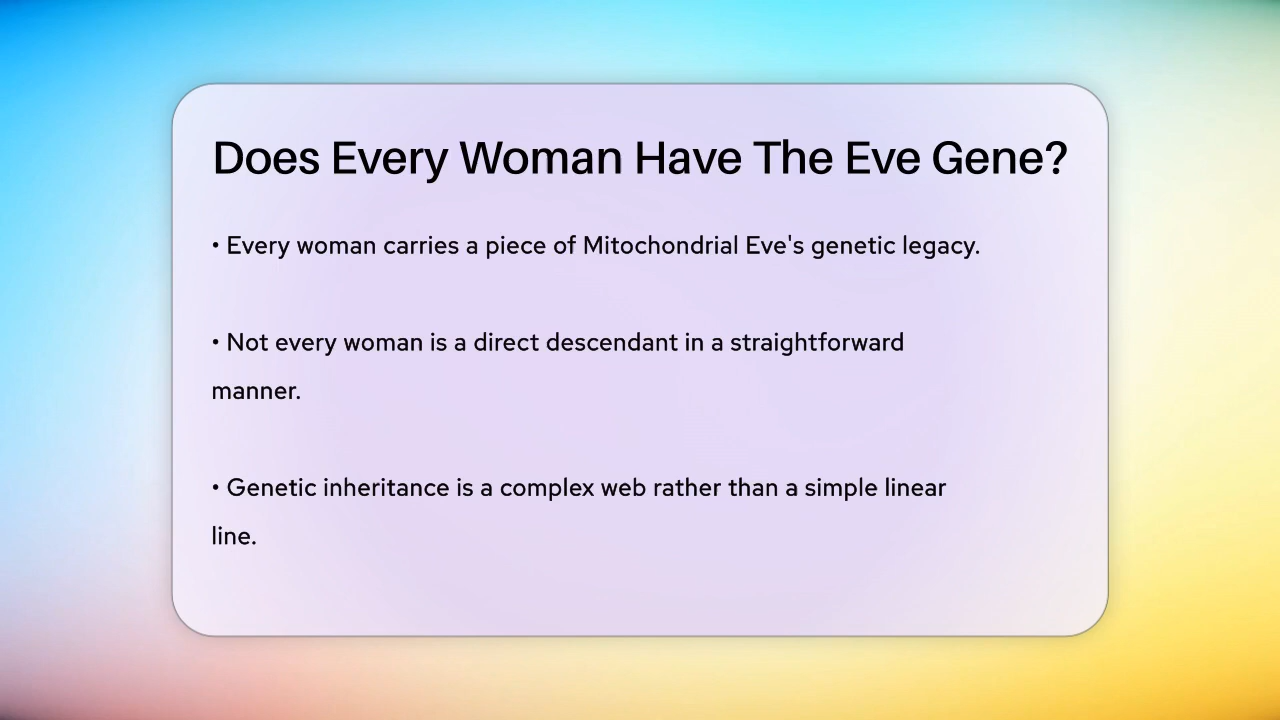 Does Every Woman Have The Eve Gene?
• Every woman carries a piece of Mitochondrial Eve's genetic legacy.
• Not every woman is a direct descendant in a straightforward
manner.
• Genetic inheritance is a complex web rather than a simple linear
line.